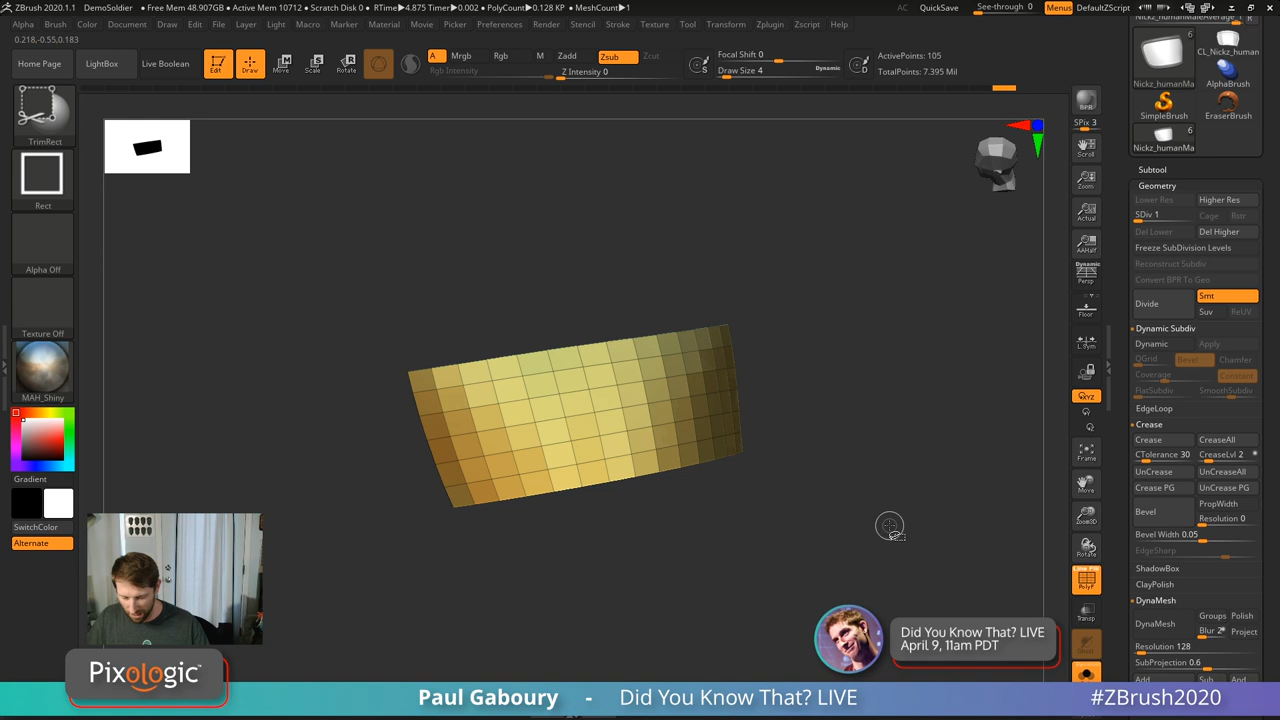 ZBrush 2020.1.1 DemoSoldier • Free Mem 48.907GB • Active Mem 10712 • Scratch Disk 0 • RTime▶4.875 Timer▶0.002 • PolyCount▶0.128 KP • MeshCount▶1 AC QuickSave See-through 0 Menus DefaultZScript
Alpha Brush Color Document Draw Edit File Layer Light Macro Marker Material Movie Picker Preferences Render Stencil Stroke Texture Tool Transform Zplugin Zscript Help
0.218,-0.55,0.183
Home Page LightBox Live Boolean Edit Draw Move Scale Rotate
A Mrgb Rgb M Zadd Zsub Zcut
Rgb Intensity Z Intensity 0
Focal Shift 0
Draw Size 4 Dynamic
S D
ActivePoints: 105
TotalPoints: 7.395 Mil
TrimRect
Rect
Alpha Off
Texture Off
MAH_Shiny
Gradient
SwitchColor
Alternate
BPR
SPix 3
Scroll
Zoom
Actual
AAHalf
Dynamic
Persp
Floor
L.Sym
XYZ
Frame
Move
Zoom3D
Rotate
Line Fill
PolyF
Transp
Nickz_humanMaleAverage_1 R
6
Nickz_humanMa CL_Nickz_human
AlphaBrush
SimpleBrush EraserBrush
6
Nickz_humanMa
Subtool
Geometry
Lower Res Higher Res
SDiv 1 Cage Rstr
Del Lower Del Higher
Freeze SubDivision Levels
Reconstruct Subdiv
Convert BPR To Geo
Divide Smt
Suv ReUV
Dynamic Subdiv
Dynamic Apply
QGrid Bevel Chamfer
Coverage Constant
FlatSubdiv SmoothSubdiv
EdgeLoop
Crease
Crease CreaseAll
CTolerance 30 CreaseLvl 2
UnCrease UnCreaseAll
Crease PG UnCrease PG
Bevel PropWidth
Resolution 0
Bevel Width 0.05
EdgeSharp
ShadowBox
ClayPolish
DynaMesh
DynaMesh Groups Polish
Blur 2 Project
Resolution 128
SubProjection 0.6
Add Sub And
Did You Know That? LIVE
April 9, 11am PDT
Pixologic™
Paul Gaboury - Did You Know That? LIVE #ZBrush2020